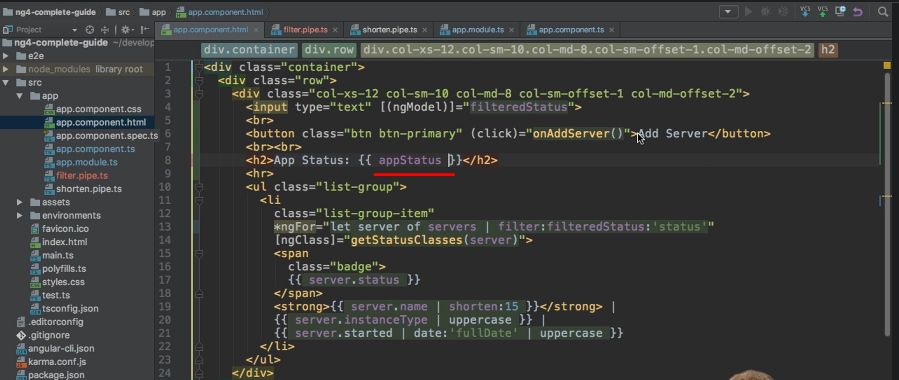 ng4-complete-guide src app app.component.html
Project
app.component.html filter.pipe.ts shorten.pipe.ts app.module.ts app.component.ts
VCS VCS
ng4-complete-guide ~/develop
e2e
node_modules library root
src
app
app.component.css
app.component.html
app.component.spec.ts
app.component.ts
app.module.ts
filter.pipe.ts
shorten.pipe.ts
assets
environments
favicon.ico
index.html
main.ts
polyfills.ts
styles.css
test.ts
tsconfig.json
.editorconfig
.gitignore
angular-cli.json
karma.conf.js
package.json
div.container div.row div.col-xs-12.col-sm-10.col-md-8.col-sm-offset-1.col-md-offset-2 h2
1 <div class="container">
2 <div class="row">
3 <div class="col-xs-12 col-sm-10 col-md-8 col-sm-offset-1 col-md-offset-2">
4 <input type="text" [(ngModel)]="filteredStatus">
5 <br>
6 <button class="btn btn-primary" (click)="onAddServer()">Add Server</button>
7 <br><br>
8 <h2>App Status: {{ appStatus }}</h2>
9 <hr>
10 <ul class="list-group">
11 <li
12 class="list-group-item"
13 *ngFor="let server of servers | filter:filteredStatus:'status'"
14 [ngClass]="getStatusClasses(server)">
15 <span
16 class="badge">
17 {{ server.status }}
18 </span>
19 <strong>{{ server.name | shorten:15 }}</strong> |
20 {{ server.instanceType | uppercase }} |
21 {{ server.started | date:'fullDate' | uppercase }}
22 </li>
23 </ul>
24 </div>